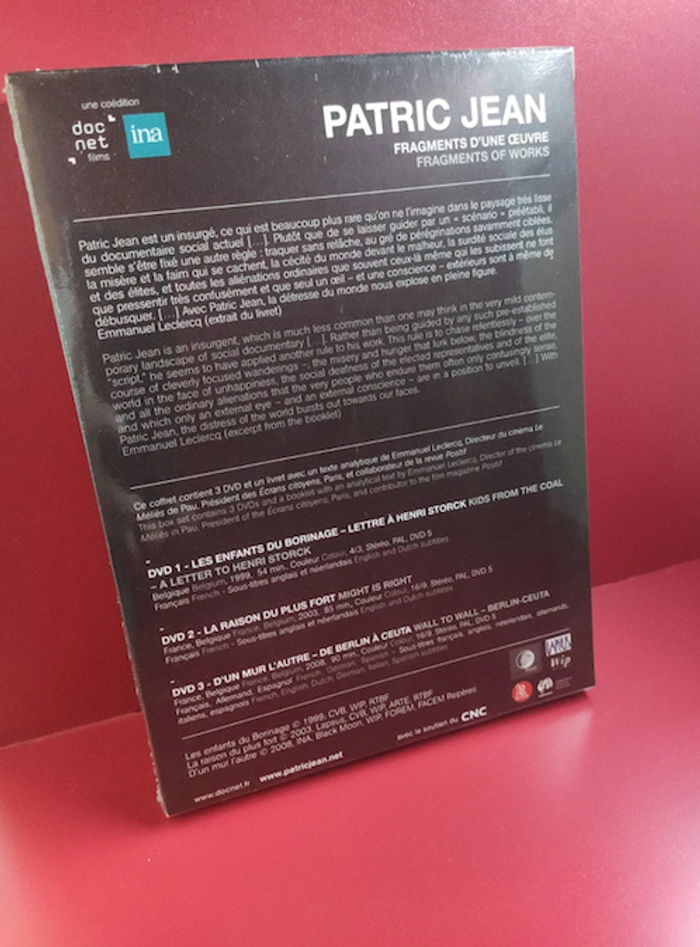 une coédition
doc
net
films
ina
PATRIC JEAN
FRAGMENTS D'UNE ŒUVRE
FRAGMENTS OF WORKS
Patric Jean est un insurgé, ce qui est beaucoup plus rare qu'on ne l'imagine dans le paysage très lisse
du documentaire social actuel [...]. Plutôt que de se laisser guider par un « scénario » préétabli, il
semble s'être fixé une autre règle : traquer sans relâche, au gré de pérégrinations savamment ciblées,
la misère et la faim qui se cachent, la cécité du monde devant le malheur, la surdité sociale des élus
et des élites, et toutes les aliénations ordinaires que souvent ceux-là même qui les subissent ne font
que pressentir très confusément et que seul un œil – et une conscience – extérieurs sont à même de
débusquer. [...] Avec Patric Jean, la détresse du monde nous explose en pleine figure.
Emmanuel Leclercq (extrait du livret)
Patric Jean is an insurgent, which is much less common than one may think in the very mild contem-
porary landscape of social documentary [...]. Rather than being guided by any such pre-established
"script," he seems to have applied another rule to his work. This rule is to chase relentlessly – over the
course of cleverly focused wanderings –, the misery and hunger that lurk below, the blindness of the
world in the face of unhappiness, the social deafness of the elected representatives and of the elite,
and all the ordinary alienations that the very people who endure them often only confusingly sense,
and which only an external eye – and an external conscience – are in a position to unveil. [...] With
Patric Jean, the distress of the world bursts out towards our faces.
Emmanuel Leclercq (excerpt from the booklet)
Ce coffret contient 3 DVD et un livret avec un texte analytique de Emmanuel Leclercq, Directeur du cinéma Le
Méliès de Pau, Président des Écrans citoyens, Paris, et collaborateur de la revue Positif
This box set contains 3 DVDs and a booklet with an analytical text by Emmanuel Leclercq, Director of the cinema Le
Méliès in Pau, President of the Écrans citoyens, Paris, and contributor to the film magazine Positif
-
DVD 1 - LES ENFANTS DU BORINAGE – LETTRE À HENRI STORCK KIDS FROM THE COAL
– A LETTER TO HENRI STORCK
Belgique Belgium, 1999, 54 min, Couleur Colour, 4/3, Stéréo, PAL, DVD 5
Français French - Sous-titres anglais et néerlandais English and Dutch subtitles
-
DVD 2 - LA RAISON DU PLUS FORT MIGHT IS RIGHT
France, Belgique France, Belgium, 2003, 85 min, Couleur Colour, 16/9, Stéréo, PAL, DVD 5
Français French - Sous-titres anglais et néerlandais English and Dutch subtitles
-
DVD 3 - D'UN MUR L'AUTRE – DE BERLIN À CEUTA WALL TO WALL – BERLIN-CEUTA
France, Belgique France, Belgium, 2008, 90 min, Couleur Colour, 16/9, Stéréo, PAL, DVD 5
Français, Allemand, Espagnol French, German, Spanish - Sous-titres français, anglais, néerlandais, allemands,
italiens, espagnols French, English, Dutch, German, Italian, Spanish subtitles
Les enfants du Borinage © 1999, CVB, WIP, RTBF
La raison du plus fort © 2003, Lapsus, CVB, WIP, ARTE, RTBF
D'un mur l'autre © 2008, INA, Black Moon, WIP, FOREM, FACEM Repères
Wip
avec le soutien du CNC
www.docnet.fr www.patricjean.net